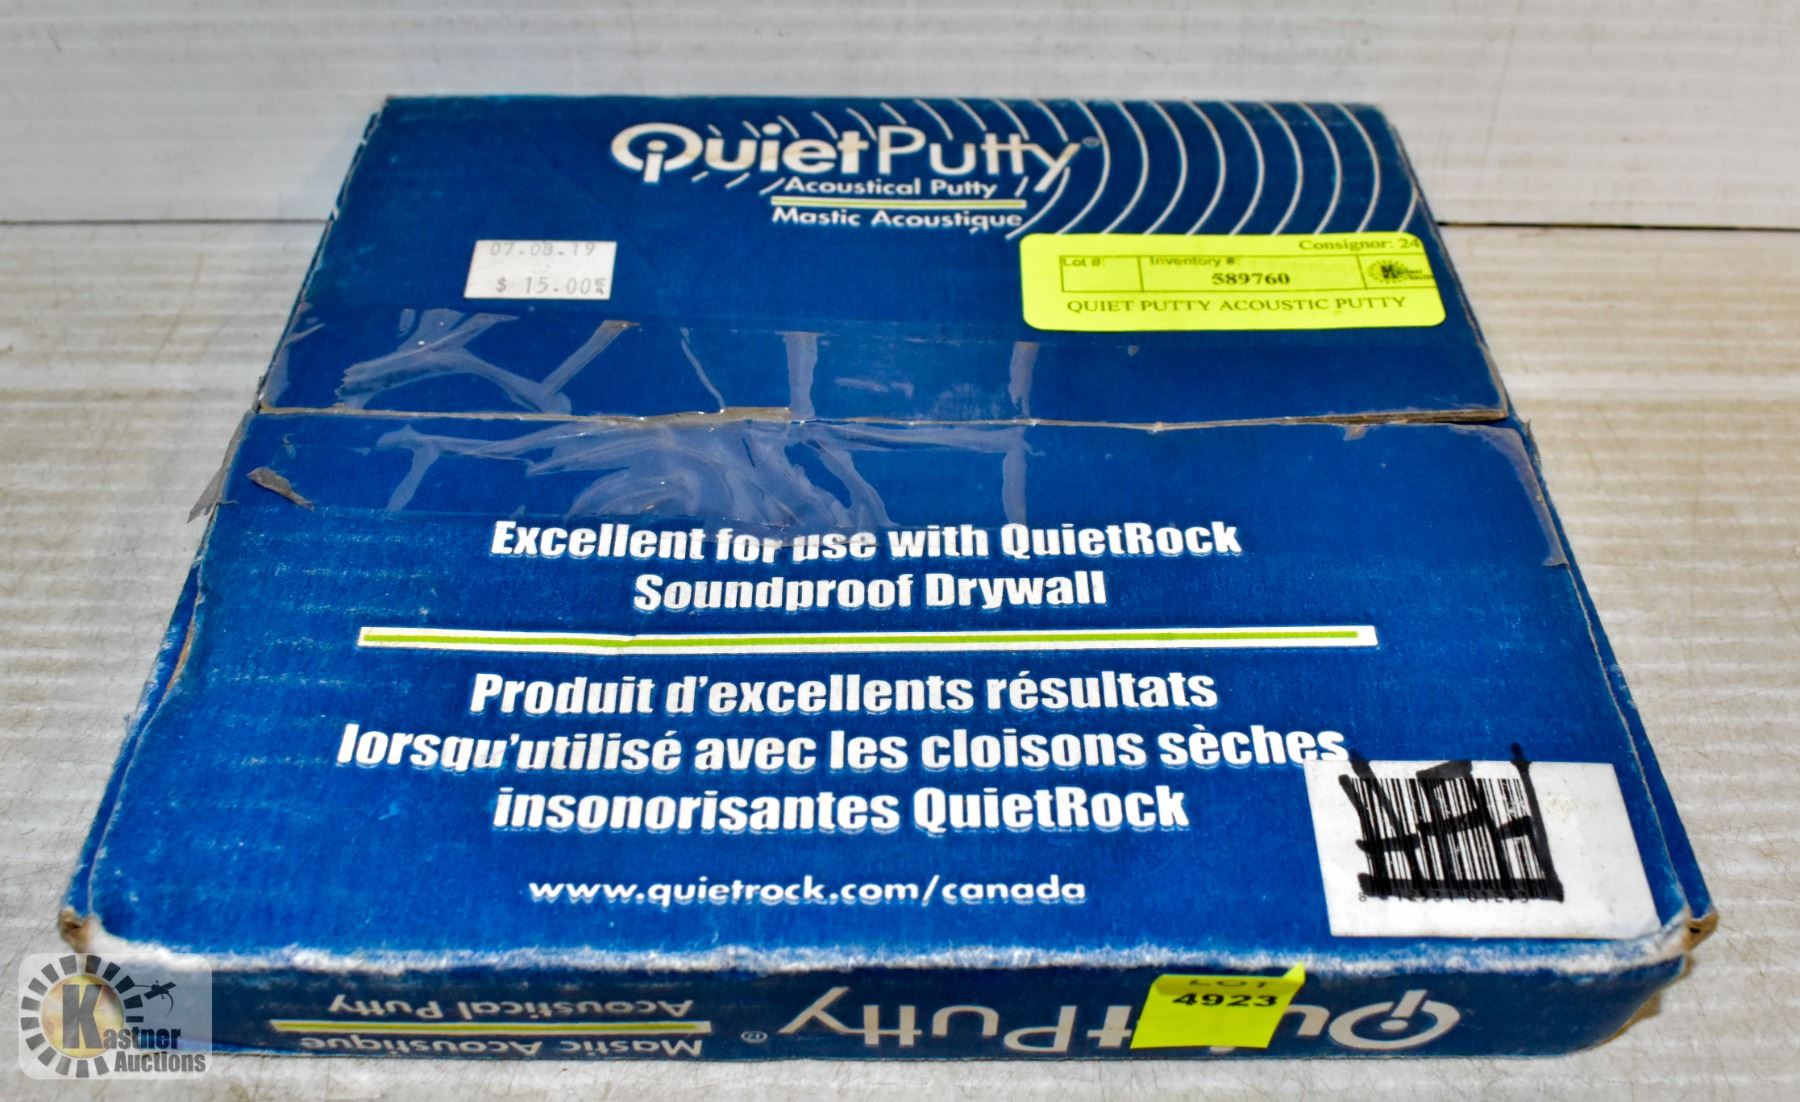 QuietPutty®
Acoustical Putty
Mastic Acoustique
07.08.19
$ 15.00 EA
Consignor: 24
Lot #:
Inventory #:
589760
QUIET PUTTY ACOUSTIC PUTTY
Excellent for use with QuietRock
Soundproof Drywall
Produit d'excellents résultats
lorsqu'utilisé avec les cloisons sèches
insonorisantes QuietRock
www.quietrock.com/canada
LOT
4923
QuietPutty®
Acoustical Putty
Mastic Acoustique
Kastner
Auctions